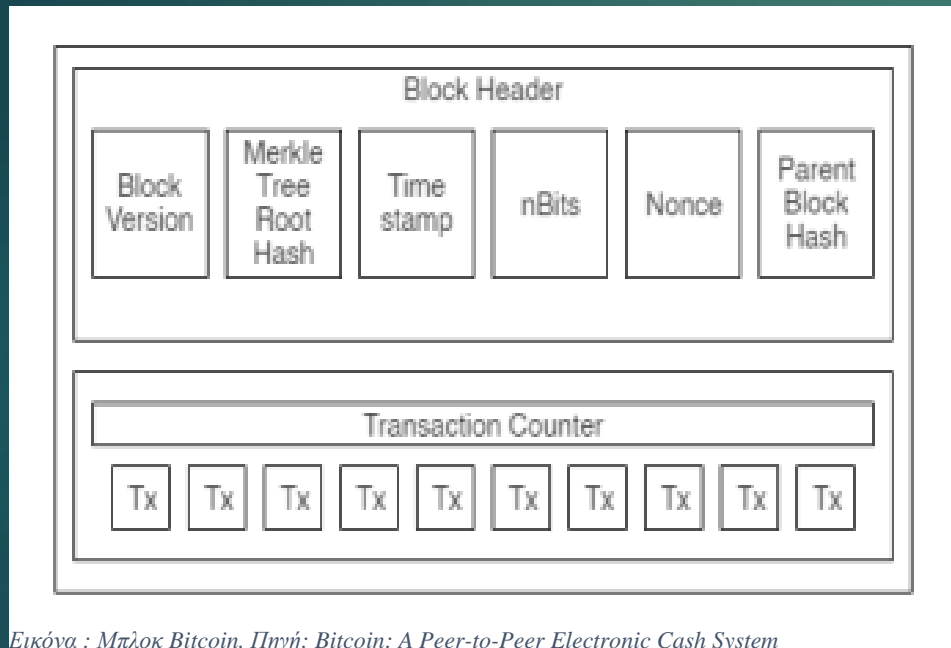 Block Header
Block
Version
Merkle
Tree
Root
Hash
Time
stamp
nBits
Nonce
Parent
Block
Hash
Transaction Counter
Tx Tx Tx Tx Tx Tx Tx Tx Tx Tx
Εικόνα : Μπλοκ Bitcoin. Πηγή: Bitcoin: A Peer-to-Peer Electronic Cash System